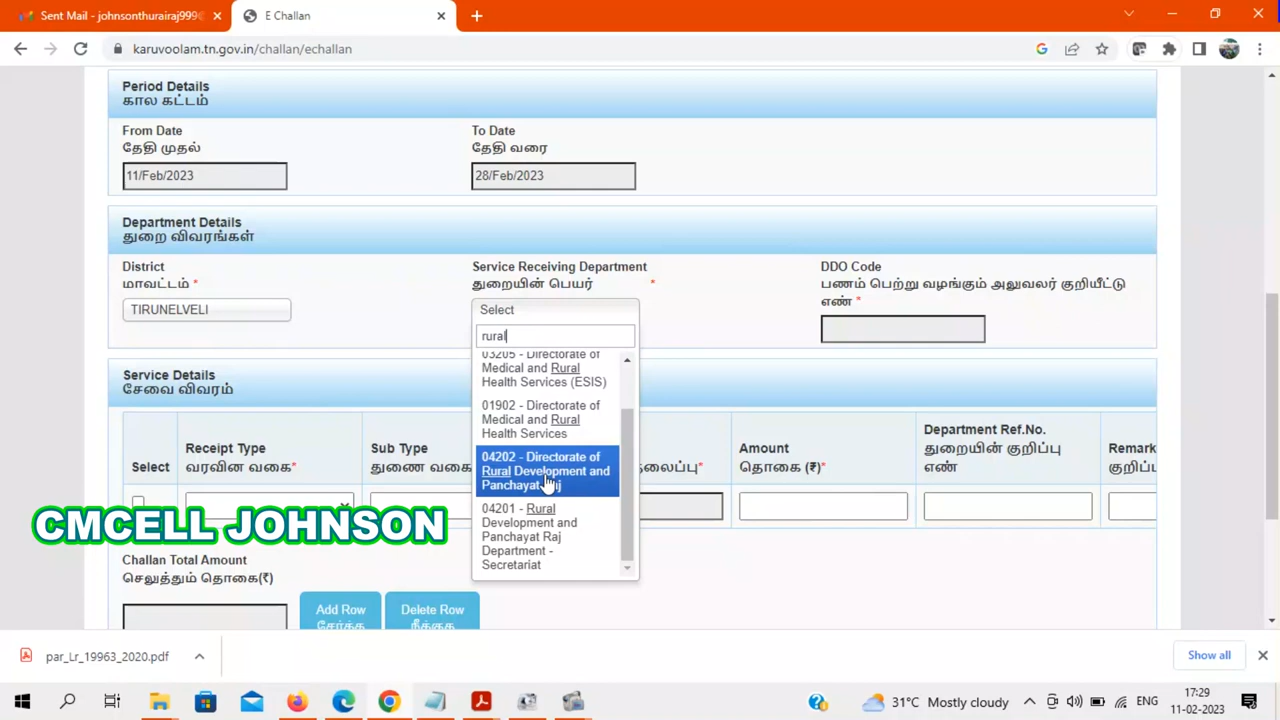 Sent Mail - johnsonthurairaj999
E Challan
karuvoolam.tn.gov.in/challan/echallan
Period Details
கால கட்டம்
From Date
To Date
தேதி முதல்
தேதி வரை
11/Feb/2023
28/Feb/2023
Department Details
துறை விவரங்கள்
District
Service Receiving Department
DDO Code
மாவட்டம் *
துறையின் பெயர் *
பணம் பெற்று வழங்கும் அலுவலர் குறியீட்டு
எண் *
TIRUNELVELI
Select
rural
03205 - Directorate of
Medical and Rural
Health Services (ESIS)
01902 - Directorate of
Medical and Rural
Health Services
04202 - Directorate of
Rural Development and
Panchayat Raj
04201 - Rural
Development and
Panchayat Raj
Department -
Secretariat
Service Details
சேவை விவரம்
Select
Receipt Type
வரவின வகை*
Sub Type
துணை வகை
தலைப்பு*
Amount
தொகை (₹)*
Department Ref.No.
துறையின் குறிப்பு
எண்
Remark
குறிப்பு
CMCELL JOHNSON
Challan Total Amount
செலுத்தும் தொகை(₹)
Add Row
சேர்க்க
Delete Row
நீக்குக
par_Lr_19963_2020.pdf
Show all
31°C Mostly cloudy
ENG
17:29
11-02-2023